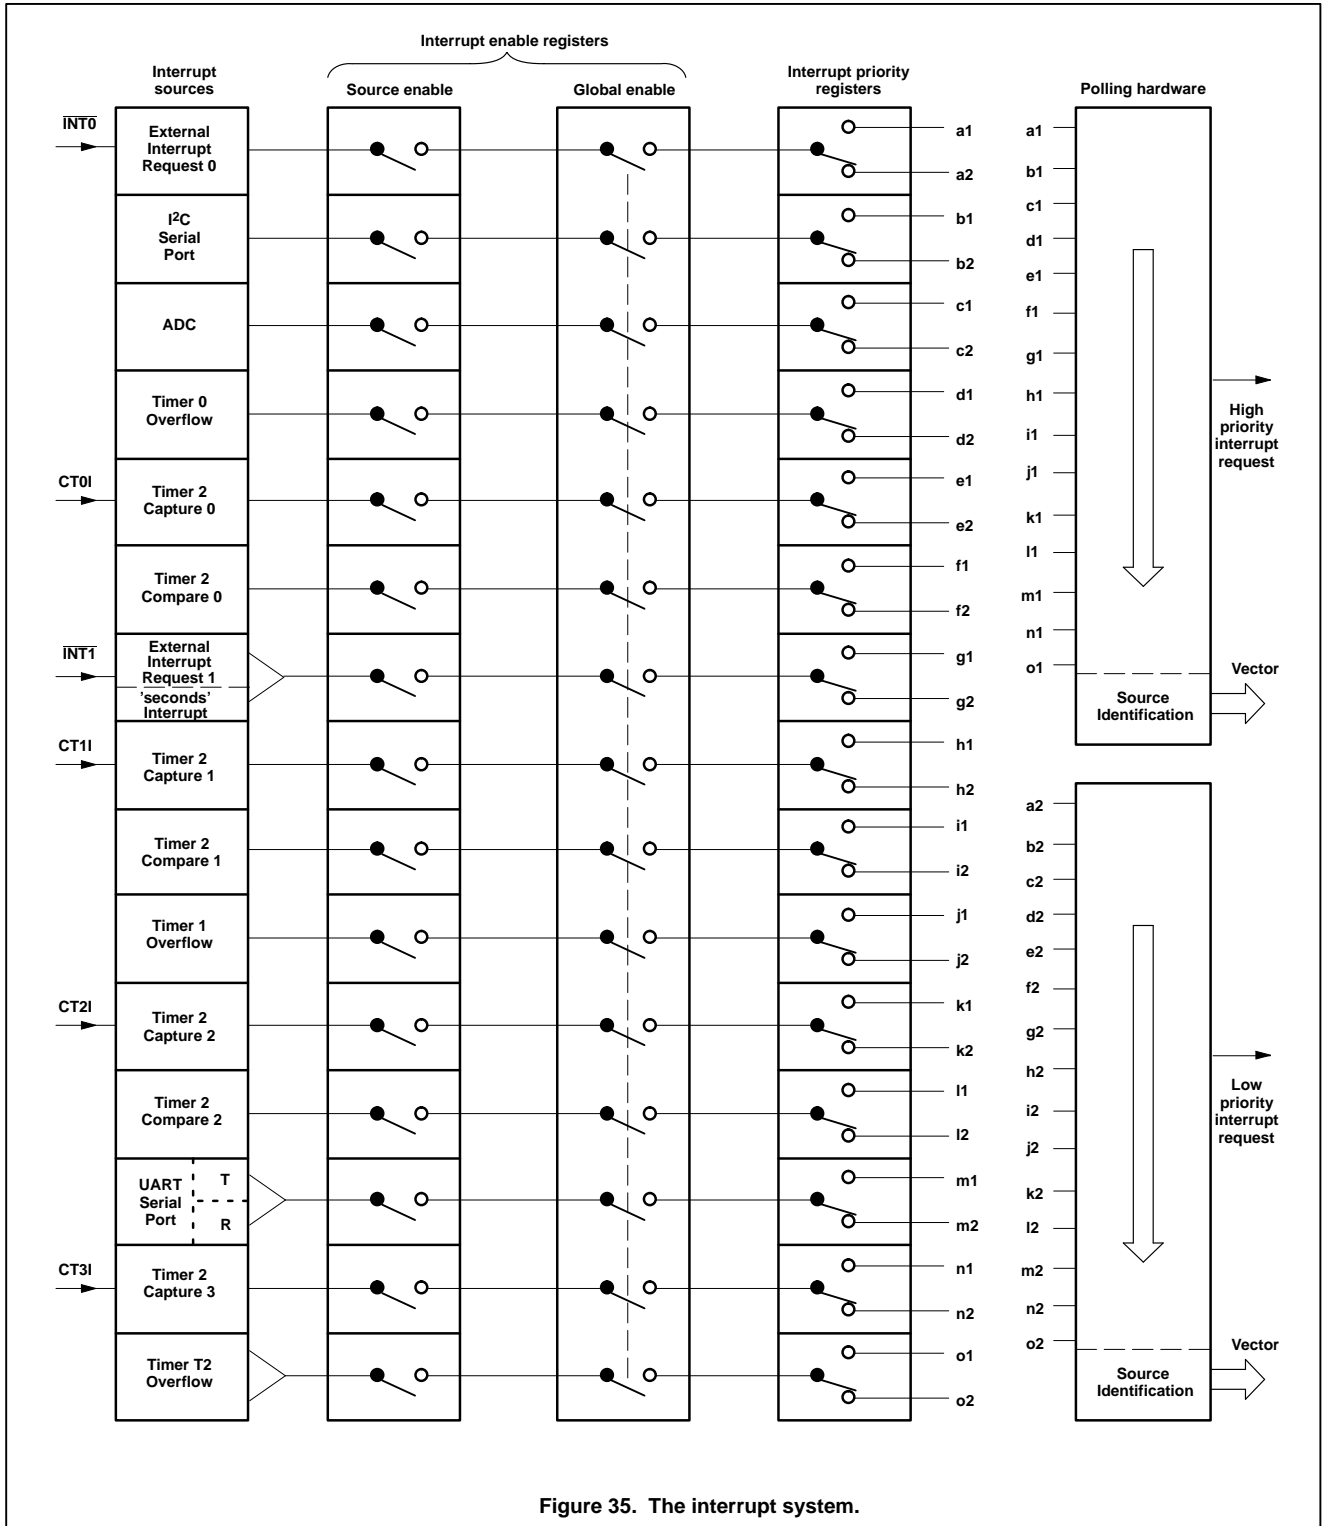 Interrupt enable registers
Interrupt
sources
Source enable
Global enable
Interrupt priority
registers
Polling hardware
INT0
External
Interrupt
Request 0
a1
a2
I2C
Serial
Port
b1
b2
ADC
c1
c2
Timer 0
Overflow
d1
d2
CT0I
Timer 2
Capture 0
e1
e2
Timer 2
Compare 0
f1
f2
INT1
External
Interrupt
Request 1
'seconds'
Interrupt
g1
g2
CT1I
Timer 2
Capture 1
h1
h2
Timer 2
Compare 1
i1
i2
Timer 1
Overflow
j1
j2
CT2I
Timer 2
Capture 2
k1
k2
Timer 2
Compare 2
l1
l2
UART
Serial
Port
T
R
m1
m2
CT3I
Timer 2
Capture 3
n1
n2
Timer T2
Overflow
o1
o2
a1
b1
c1
d1
e1
f1
g1
h1
i1
j1
k1
l1
m1
n1
o1
High
priority
interrupt
request
Source
Identification
Vector
a2
b2
c2
d2
e2
f2
g2
h2
i2
j2
k2
l2
m2
n2
o2
Low
priority
interrupt
request
Source
Identification
Vector
Figure 35. The interrupt system.